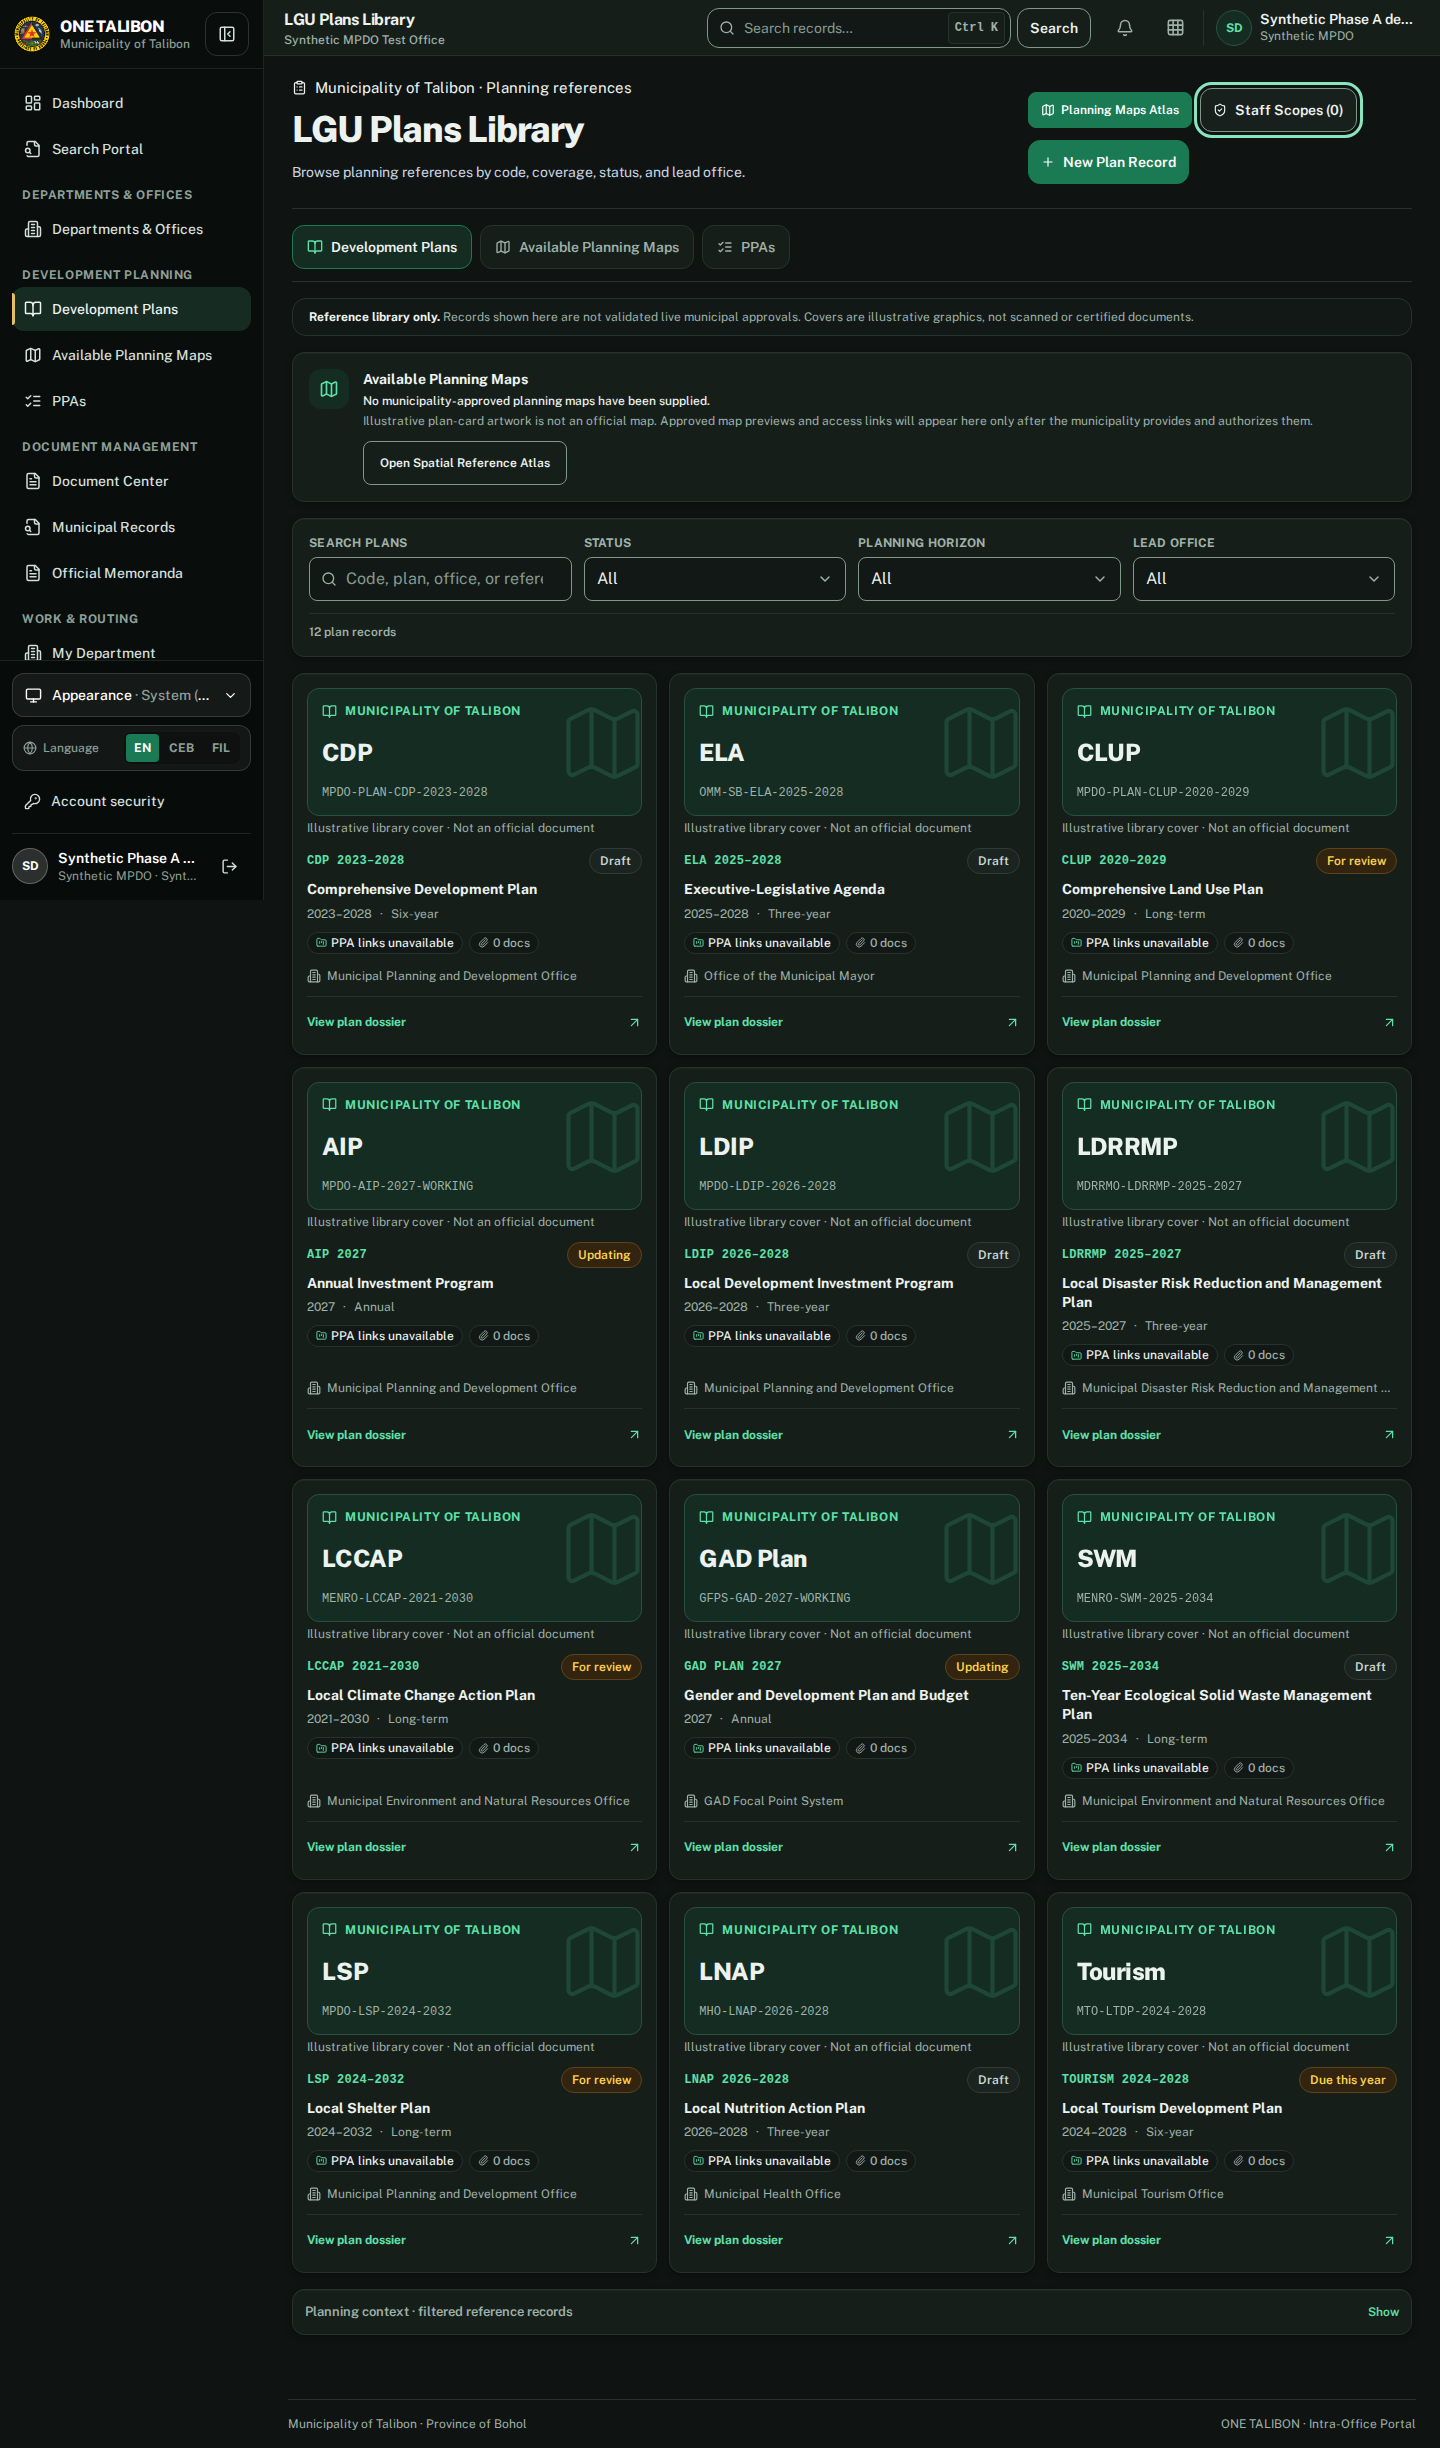 ONE TALIBON
Municipality of Talibon
Dashboard
Search Portal
DEPARTMENTS & OFFICES
Departments & Offices
DEVELOPMENT PLANNING
Development Plans
Available Planning Maps
PPAs
DOCUMENT MANAGEMENT
Document Center
Municipal Records
Official Memoranda
WORK & ROUTING
My Department
Appearance · System (...
Language EN CEB FIL
Account security
SD Synthetic Phase A ...
Synthetic MPDO · Synt...
LGU Plans Library
Synthetic MPDO Test Office
Search records... Ctrl K Search
SD Synthetic Phase A de...
Synthetic MPDO
Municipality of Talibon · Planning references
LGU Plans Library
Browse planning references by code, coverage, status, and lead office.
Planning Maps Atlas Staff Scopes (0)
New Plan Record
Development Plans Available Planning Maps PPAs
Reference library only. Records shown here are not validated live municipal approvals. Covers are illustrative graphics, not scanned or certified documents.
Available Planning Maps
No municipality-approved planning maps have been supplied.
Illustrative plan-card artwork is not an official map. Approved map previews and access links will appear here only after the municipality provides and authorizes them.
Open Spatial Reference Atlas
SEARCH PLANS STATUS PLANNING HORIZON LEAD OFFICE
Code, plan, office, or refere All All All
12 plan records
MUNICIPALITY OF TALIBON
CDP
MPDO-PLAN-CDP-2023-2028
Illustrative library cover · Not an official document
CDP 2023–2028 Draft
Comprehensive Development Plan
2023–2028 · Six-year
PPA links unavailable 0 docs
Municipal Planning and Development Office
View plan dossier
MUNICIPALITY OF TALIBON
ELA
OMM-SB-ELA-2025-2028
Illustrative library cover · Not an official document
ELA 2025–2028 Draft
Executive-Legislative Agenda
2025–2028 · Three-year
PPA links unavailable 0 docs
Office of the Municipal Mayor
View plan dossier
MUNICIPALITY OF TALIBON
CLUP
MPDO-PLAN-CLUP-2020-2029
Illustrative library cover · Not an official document
CLUP 2020–2029 For review
Comprehensive Land Use Plan
2020–2029 · Long-term
PPA links unavailable 0 docs
Municipal Planning and Development Office
View plan dossier
MUNICIPALITY OF TALIBON
AIP
MPDO-AIP-2027-WORKING
Illustrative library cover · Not an official document
AIP 2027 Updating
Annual Investment Program
2027 · Annual
PPA links unavailable 0 docs
Municipal Planning and Development Office
View plan dossier
MUNICIPALITY OF TALIBON
LDIP
MPDO-LDIP-2026-2028
Illustrative library cover · Not an official document
LDIP 2026–2028 Draft
Local Development Investment Program
2026–2028 · Three-year
PPA links unavailable 0 docs
Municipal Planning and Development Office
View plan dossier
MUNICIPALITY OF TALIBON
LDRRMP
MDRRMO-LDRRMP-2025-2027
Illustrative library cover · Not an official document
LDRRMP 2025–2027 Draft
Local Disaster Risk Reduction and Management
Plan
2025–2027 · Three-year
PPA links unavailable 0 docs
Municipal Disaster Risk Reduction and Management ...
View plan dossier
MUNICIPALITY OF TALIBON
LCCAP
MENRO-LCCAP-2021-2030
Illustrative library cover · Not an official document
LCCAP 2021–2030 For review
Local Climate Change Action Plan
2021–2030 · Long-term
PPA links unavailable 0 docs
Municipal Environment and Natural Resources Office
View plan dossier
MUNICIPALITY OF TALIBON
GAD Plan
GFPS-GAD-2027-WORKING
Illustrative library cover · Not an official document
GAD PLAN 2027 Updating
Gender and Development Plan and Budget
2027 · Annual
PPA links unavailable 0 docs
GAD Focal Point System
View plan dossier
MUNICIPALITY OF TALIBON
SWM
MENRO-SWM-2025-2034
Illustrative library cover · Not an official document
SWM 2025–2034 Draft
Ten-Year Ecological Solid Waste Management
Plan
2025–2034 · Long-term
PPA links unavailable 0 docs
Municipal Environment and Natural Resources Office
View plan dossier
MUNICIPALITY OF TALIBON
LSP
MPDO-LSP-2024-2032
Illustrative library cover · Not an official document
LSP 2024–2032 For review
Local Shelter Plan
2024–2032 · Long-term
PPA links unavailable 0 docs
Municipal Planning and Development Office
View plan dossier
MUNICIPALITY OF TALIBON
LNAP
MHO-LNAP-2026-2028
Illustrative library cover · Not an official document
LNAP 2026–2028 Draft
Local Nutrition Action Plan
2026–2028 · Three-year
PPA links unavailable 0 docs
Municipal Health Office
View plan dossier
MUNICIPALITY OF TALIBON
Tourism
MTO-LTDP-2024-2028
Illustrative library cover · Not an official document
TOURISM 2024–2028 Due this year
Local Tourism Development Plan
2024–2028 · Six-year
PPA links unavailable 0 docs
Municipal Tourism Office
View plan dossier
Planning context · filtered reference records Show
Municipality of Talibon · Province of Bohol
ONE TALIBON · Intra-Office Portal